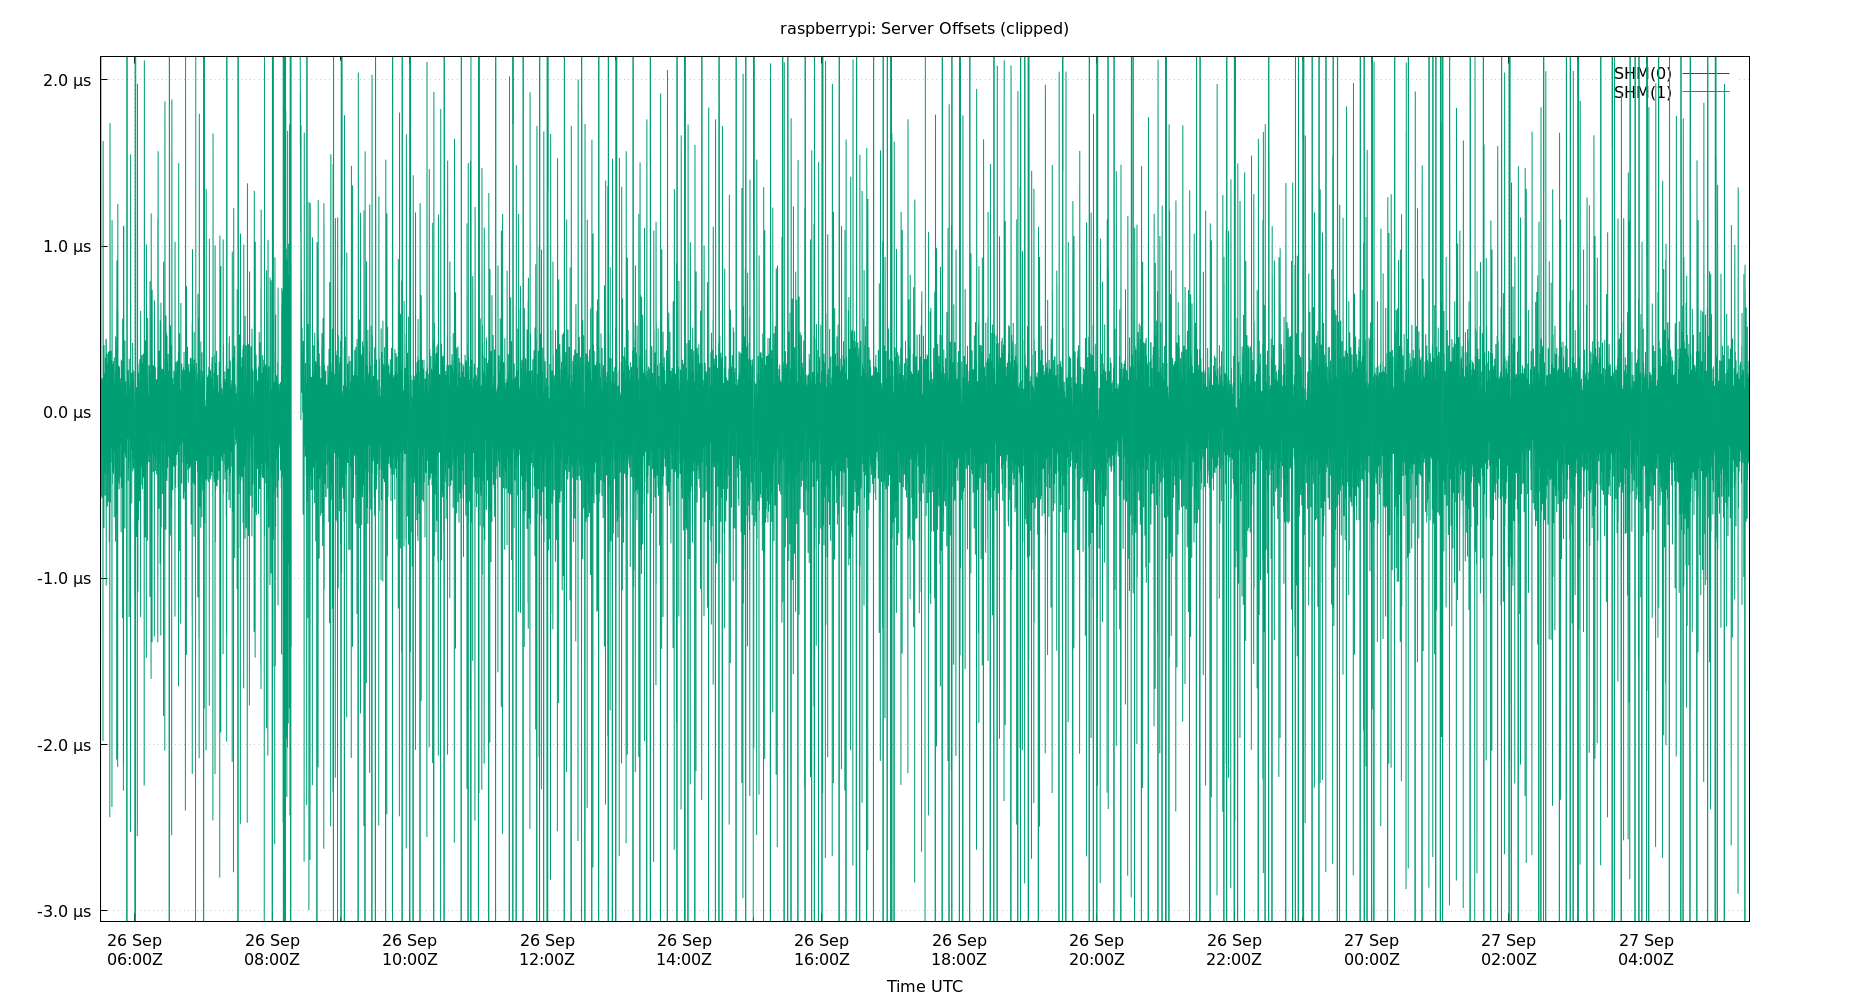 raspberrypi: Server Offsets (clipped)
2.0 µs
1.0 µs
0.0 µs
-1.0 µs
-2.0 µs
-3.0 µs
SHM(0)
SHM(1)
26 Sep 26 Sep 26 Sep 26 Sep 26 Sep 26 Sep 26 Sep 26 Sep 26 Sep 27 Sep 27 Sep 27 Sep
06:00Z 08:00Z 10:00Z 12:00Z 14:00Z 16:00Z 18:00Z 20:00Z 22:00Z 00:00Z 02:00Z 04:00Z
Time UTC